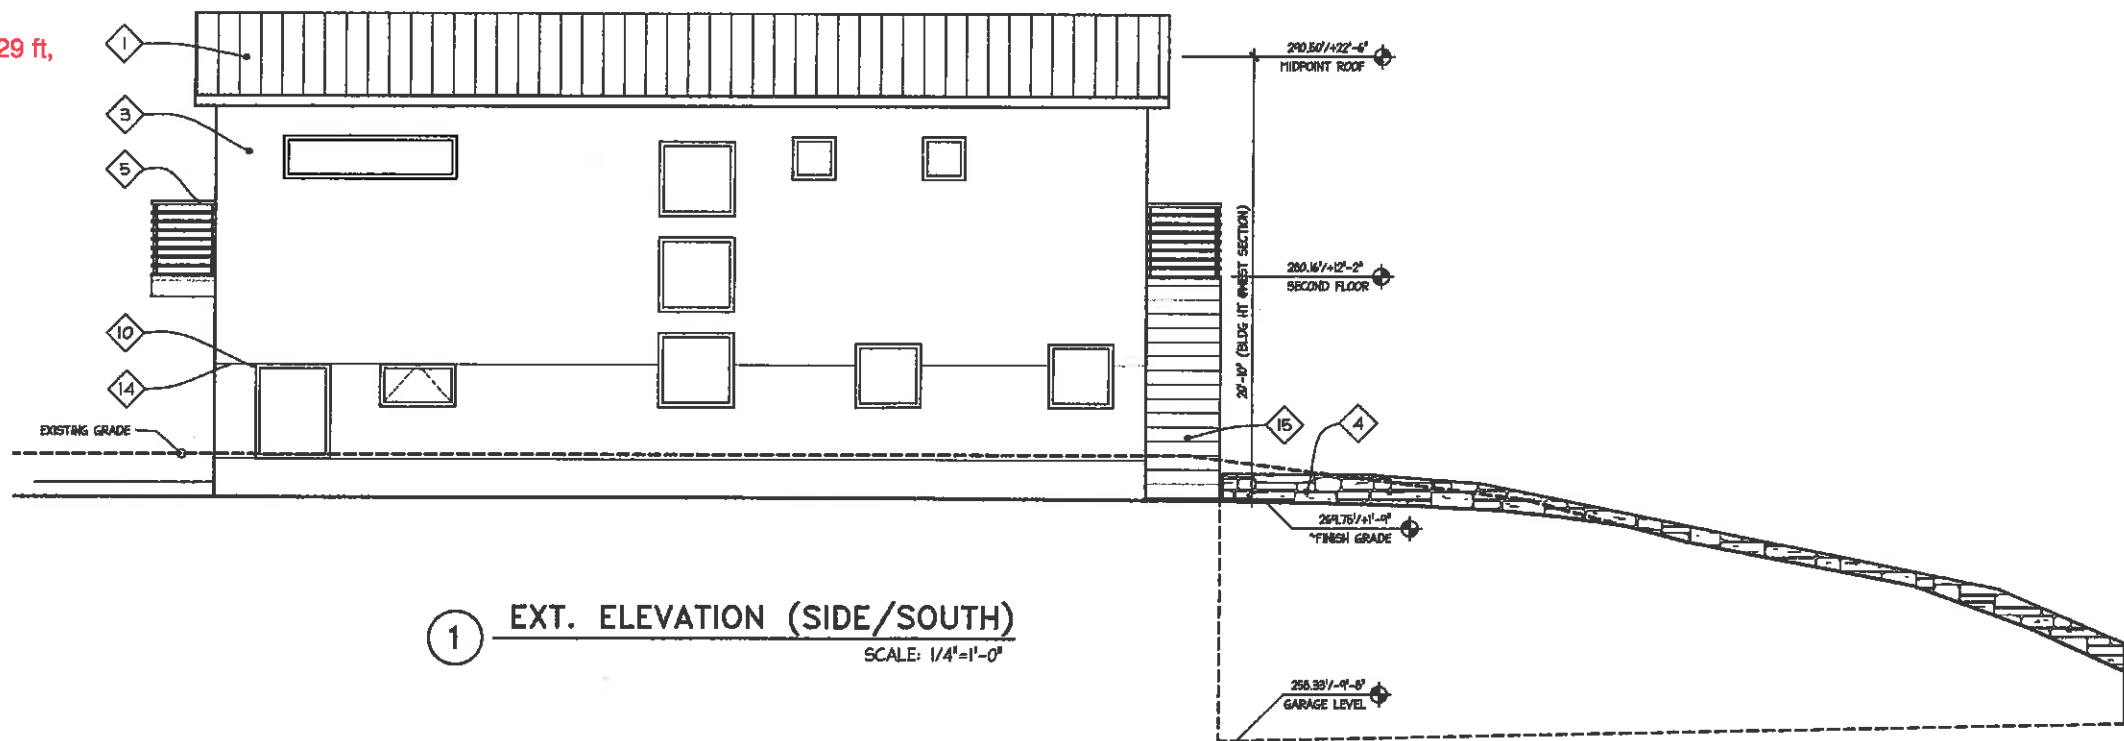 29 ft,
1
3
5
10
14
EXISTING GRADE
290.50'/+22'-6"
MIDPOINT ROOF
280.16'/+12'-2"
SECOND FLOOR
20'-10" (BLDG HT @WEST SECTION)
15
4
269.75'/+1'-9"
*FINISH GRADE
258.33'/-9'-8"
GARAGE LEVEL
1
EXT. ELEVATION (SIDE/SOUTH)
SCALE: 1/4"=1'-0"